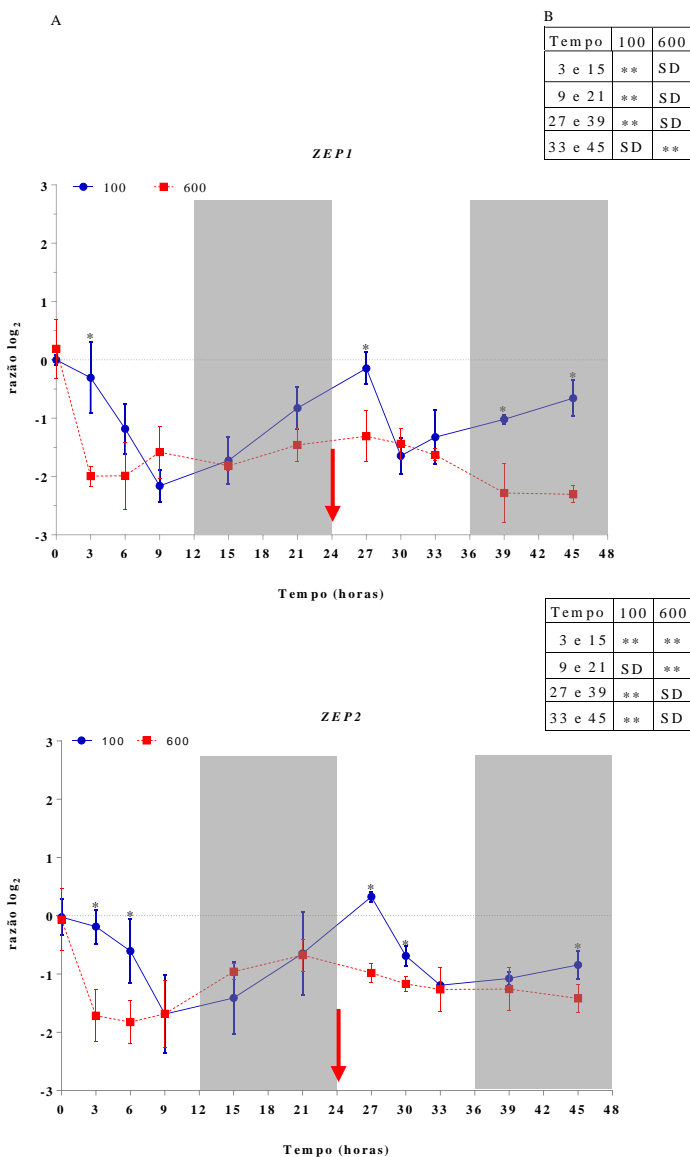 A
B
Tempo 100 600
3 e 15 ** SD
9 e 21 ** SD
27 e 39 ** SD
33 e 45 SD **
ZEP1
100 600
3
2
1
0
-1
-2
-3
razão log2
* * * *
0 3 6 9 12 15 18 21 24 27 30 33 36 39 42 45 48
Tempo (horas)
Tempo 100 600
3 e 15 ** **
9 e 21 SD **
27 e 39 ** SD
33 e 45 ** SD
ZEP2
100 600
3
2
1
0
-1
-2
-3
razão log2
* * * * *
0 3 6 9 12 15 18 21 24 27 30 33 36 39 42 45 48
Tempo (horas)